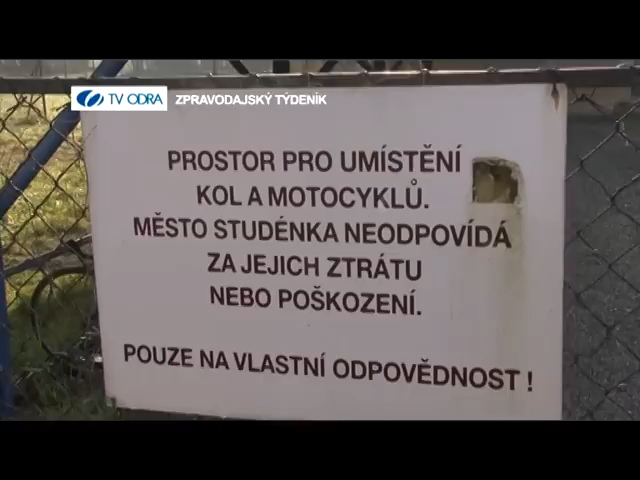 TV ODRA ZPRAVODAJSKÝ TÝDENÍK
PROSTOR PRO UMÍSTĚNÍ
KOL A MOTOCYKLŮ.
MĚSTO STUDÉNKA NEODPOVÍDÁ
ZA JEJICH ZTRÁTU
NEBO POŠKOZENÍ.
POUZE NA VLASTNÍ ODPOVĚDNOST !